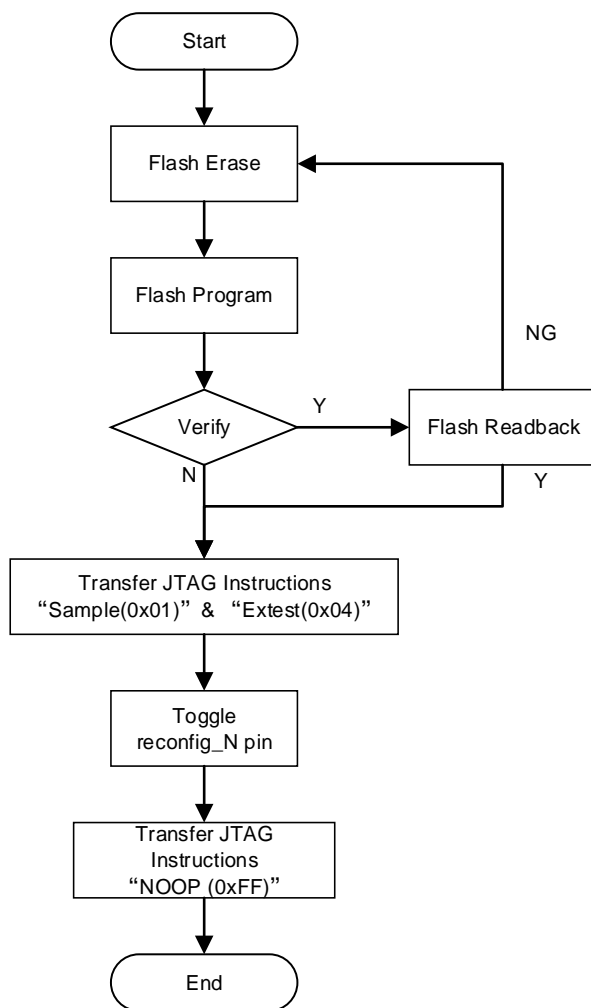 Start
Flash Erase
Flash Program
NG
Verify
Y
Flash Readback
N
Y
Transfer JTAG Instructions
“Sample(0x01)” & “Extest(0x04)”
Toggle
reconfig_N pin
Transfer JTAG
Instructions
“NOOP (0xFF)”
End